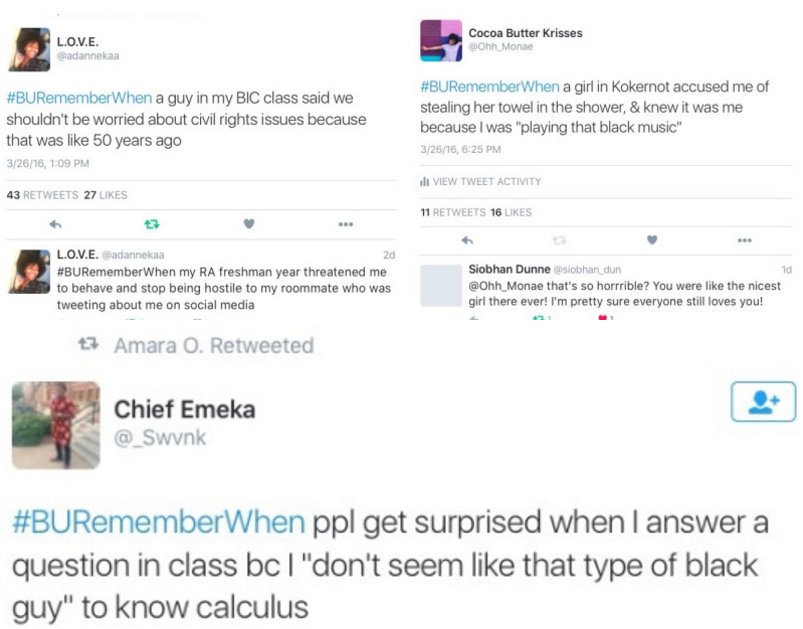 L.O.V.E.
@adannekaa
#BURememberWhen a guy in my BIC class said we
shouldn't be worried about civil rights issues because
that was like 50 years ago
3/26/16, 1:09 PM
43 RETWEETS 27 LIKES
L.O.V.E. @adannekaa 2d
#BURememberWhen my RA freshman year threatened me
to behave and stop being hostile to my roommate who was
tweeting about me on social media
Cocoa Butter Krisses
@Ohh_Monae
#BURememberWhen a girl in Kokernot accused me of
stealing her towel in the shower, & knew it was me
because I was "playing that black music"
3/26/16, 6:25 PM
VIEW TWEET ACTIVITY
11 RETWEETS 16 LIKES
Siobhan Dunne @siobhan_dun 1d
@Ohh_Monae that's so horrrible? You were like the nicest
girl there ever! I'm pretty sure everyone still loves you!
1 1
Amara O. Retweeted
Chief Emeka
@_Swvnk
#BURememberWhen ppl get surprised when I answer a
question in class bc I "don't seem like that type of black
guy" to know calculus